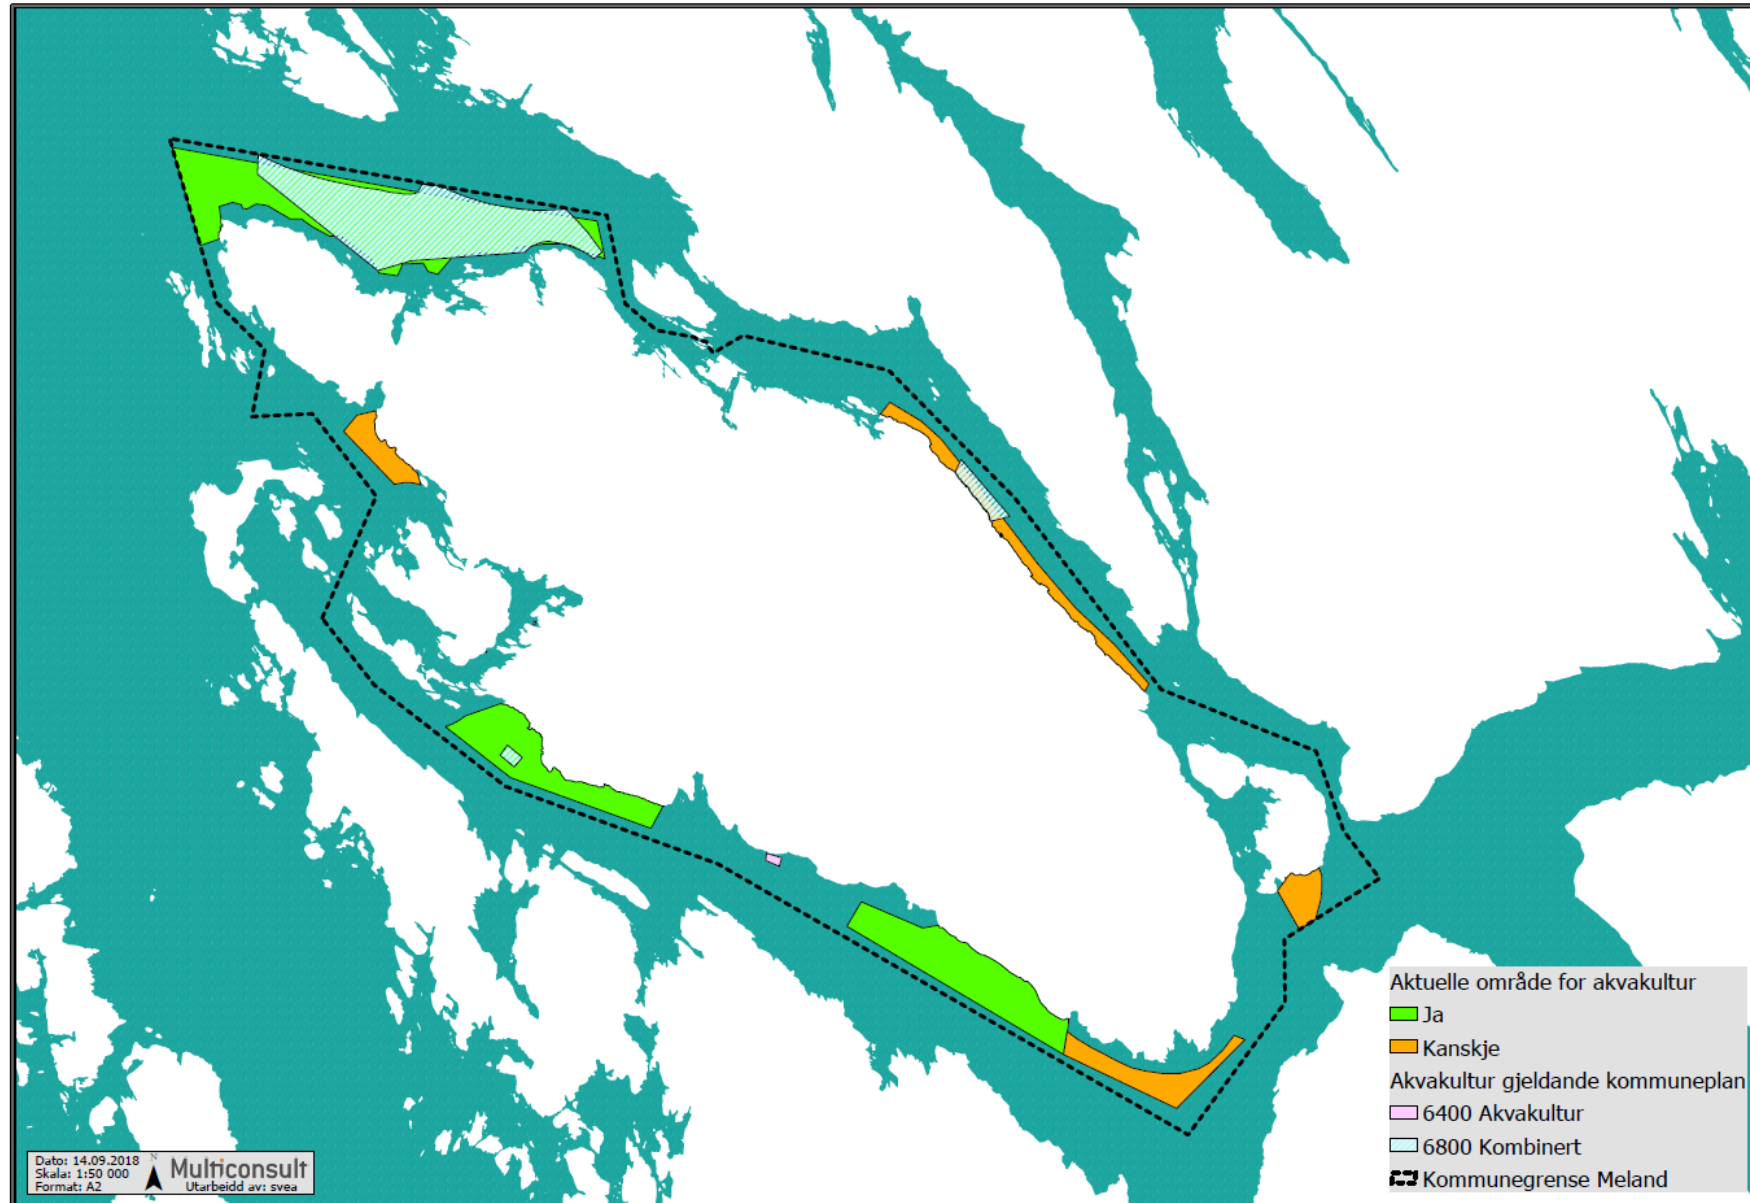 Aktuelle område for akvakultur
Ja
Kanskje
Akvakultur gjeldande kommuneplan
6400 Akvakultur
6800 Kombinert
Kommunegrense Meland
Dato: 14.09.2018
Skala: 1:50 000
Format: A2
N
Multiconsult
Utarbeidd av: svea